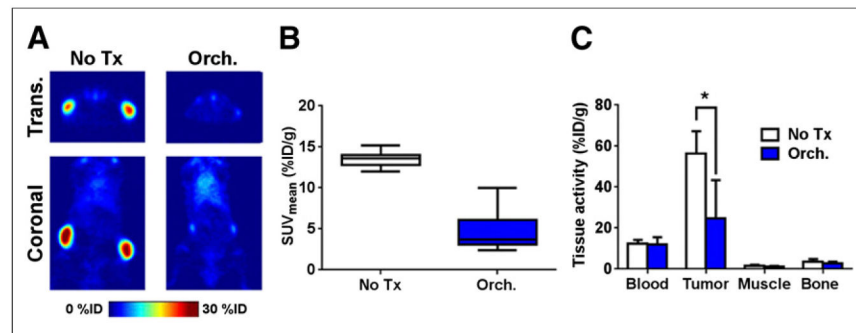 A
No Tx
Orch.
Trans.
Coronal
0 %ID
30 %ID
B
SUVmean (%ID/g)
20
15
10
5
0
No Tx
Orch.
C
Tissue activity (%ID/g)
80
60
40
20
0
*
No Tx
Orch.
Blood
Tumor
Muscle
Bone